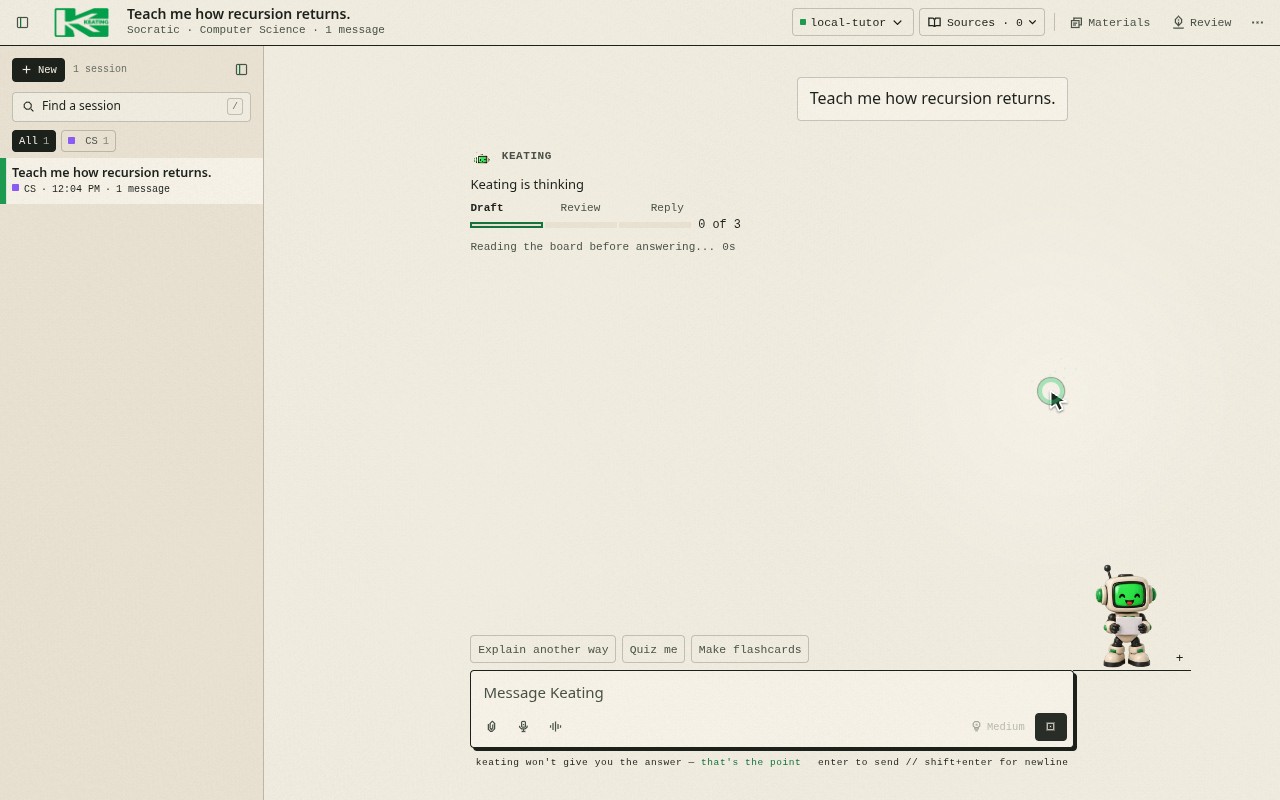 KEATING
Teach me how recursion returns.
Socratic · Computer Science · 1 message
local-tutor
Sources · 0
Materials
Review
New
1 session
Find a session
/
All 1
CS 1
Teach me how recursion returns.
CS · 12:04 PM · 1 message
Teach me how recursion returns.
KEATING
Keating is thinking
Draft Review Reply
0 of 3
Reading the board before answering... 0s
Explain another way
Quiz me
Make flashcards
+
Message Keating
Medium
keating won't give you the answer — that's the point
enter to send // shift+enter for newline